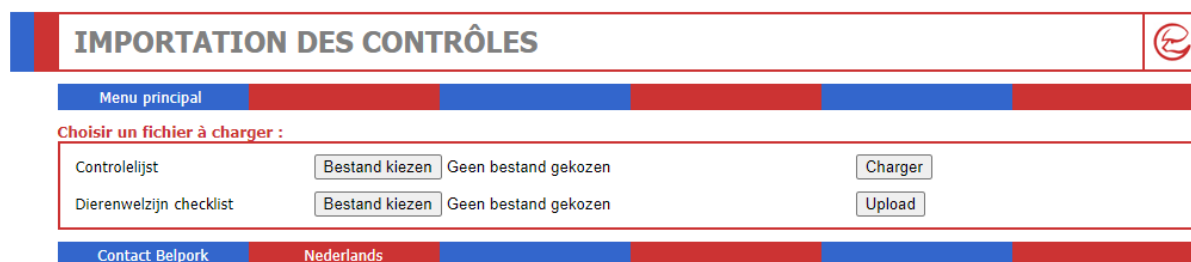 IMPORTATION DES CONTRÔLES
Menu principal
Choisir un fichier à charger :
Controlelijst Bestand kiezen Geen bestand gekozen Charger
Dierenwelzijn checklist Bestand kiezen Geen bestand gekozen Upload
Contact Belpork Nederlands